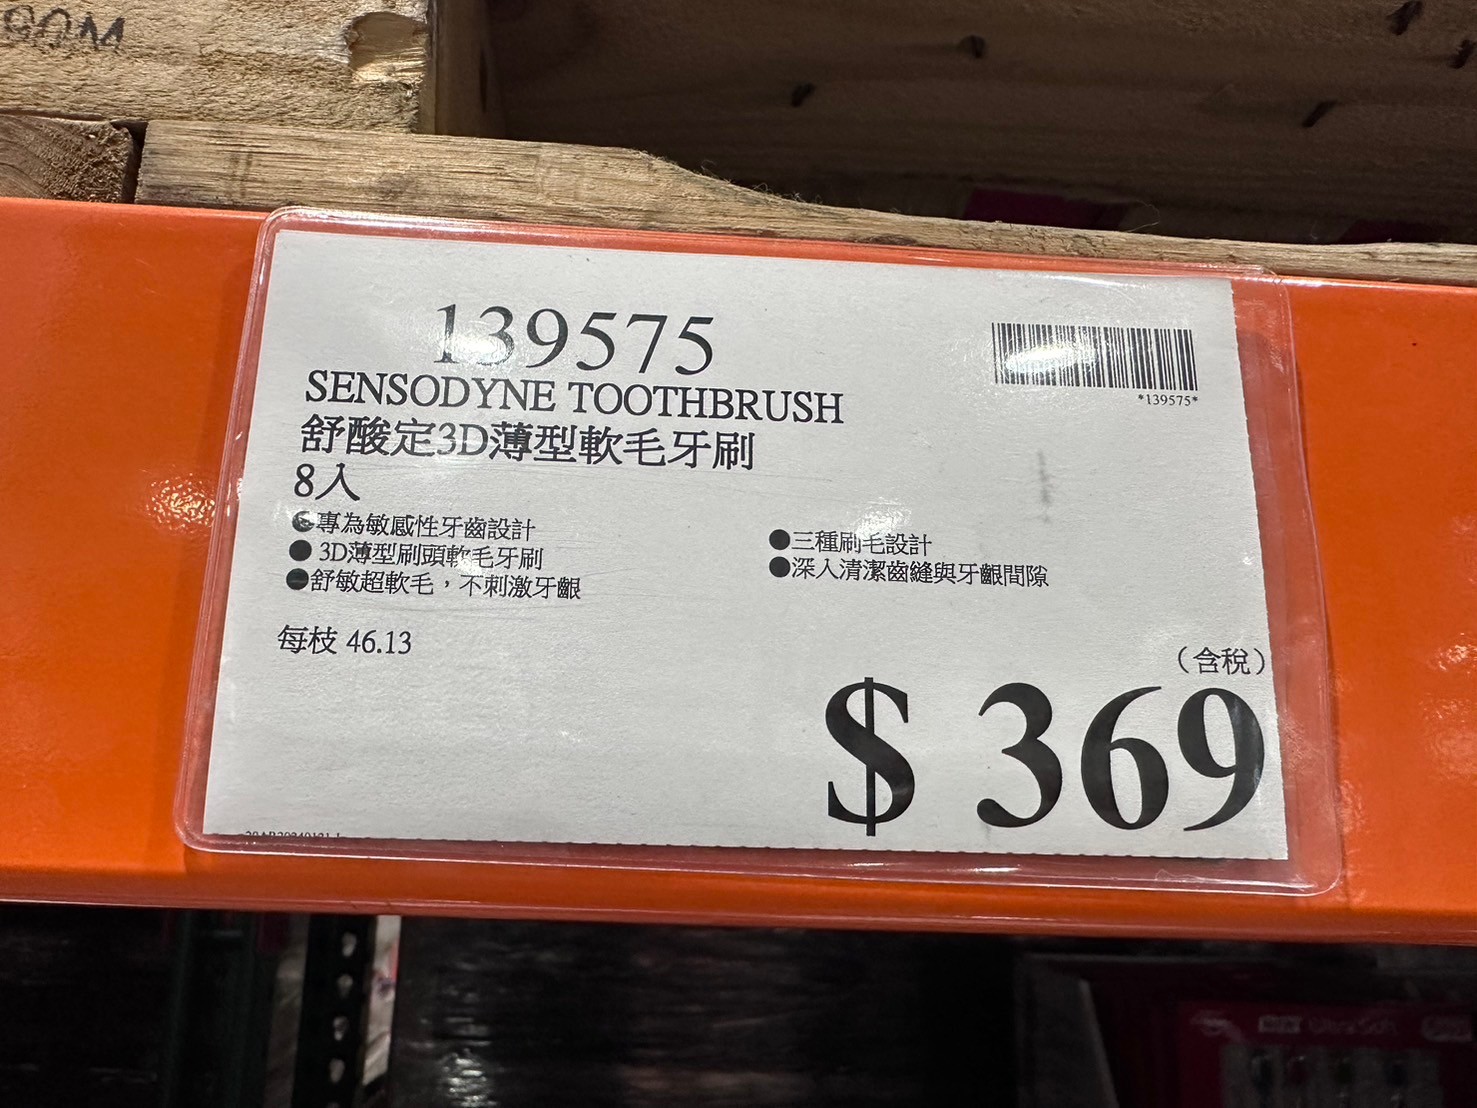 139575
*139575*
SENSODYNE TOOTHBRUSH
舒酸定3D薄型軟毛牙刷
8入
●專為敏感性牙齒設計
●3D薄型刷頭軟毛牙刷
●舒敏超軟毛，不刺激牙齦
●三種刷毛設計
●深入清潔齒縫與牙齦間隙
每枝 46.13
（含稅）
$ 369